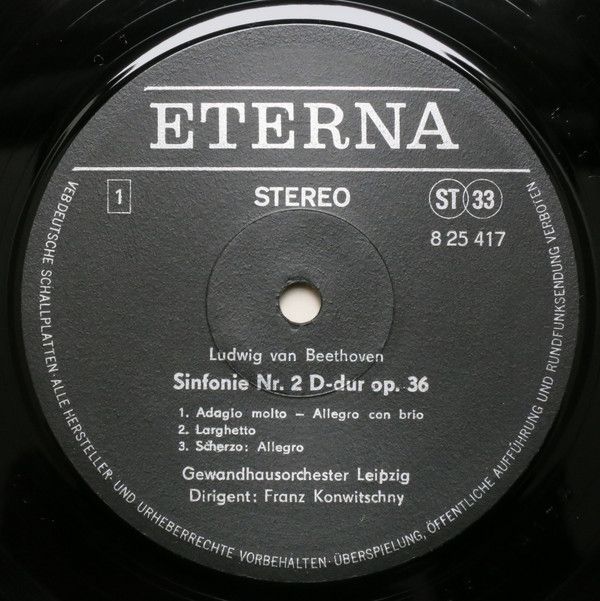 ETERNA
1
STEREO
ST 33
8 25 417
Ludwig van Beethoven
Sinfonie Nr. 2 D-dur op. 36
1. Adagio molto – Allegro con brio
2. Larghetto
3. Scherzo: Allegro
Gewandhausorchester Leipzig
Dirigent: Franz Konwitschny
VEB DEUTSCHE SCHALLPLATTEN · ALLE HERSTELLER- UND URHEBERRECHTE VORBEHALTEN · ÜBERSPIELUNG, ÖFFENTLICHE AUFFÜHRUNG UND RUNDFUNKSENDUNG VERBOTEN